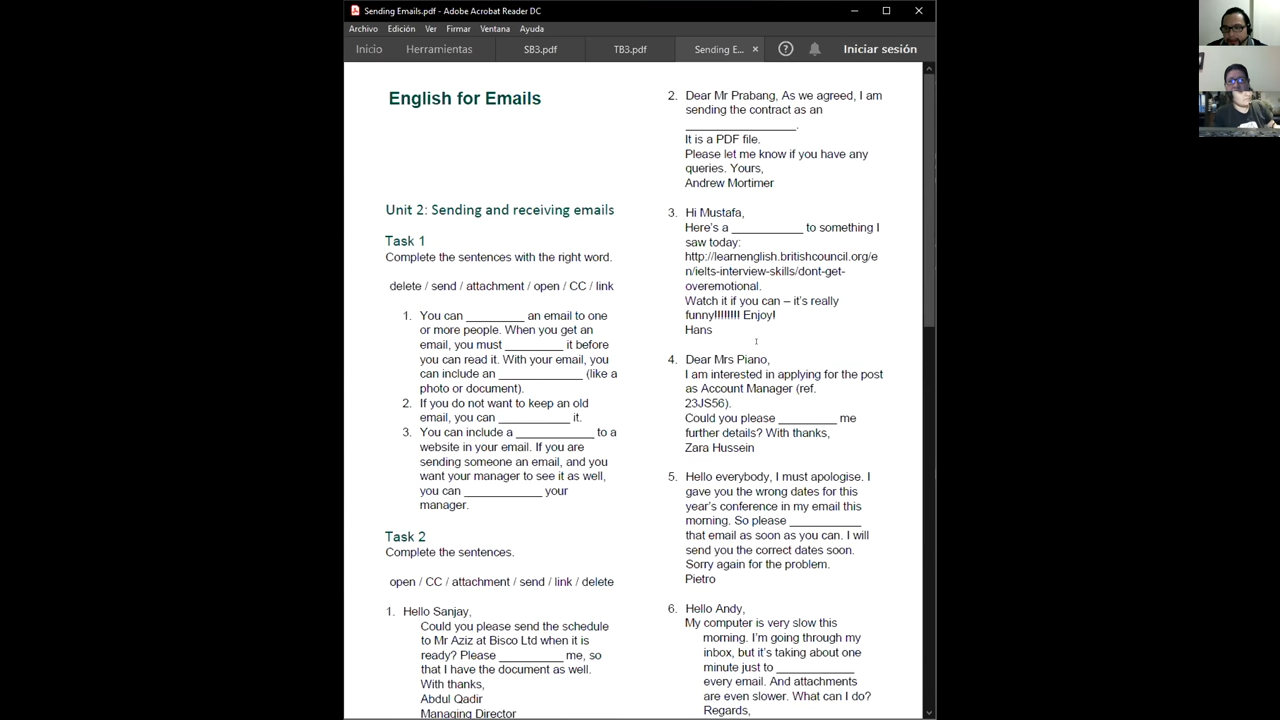 Sending Emails.pdf - Adobe Acrobat Reader DC
Archivo Edición Ver Firmar Ventana Ayuda
Inicio Herramientas SB3.pdf TB3.pdf Sending E... × ? Iniciar sesión
English for Emails
Unit 2: Sending and receiving emails
Task 1
Complete the sentences with the right word.
delete / send / attachment / open / CC / link
1. You can _________ an email to one
or more people. When you get an
email, you must _________ it before
you can read it. With your email, you
can include an _____________ (like a
photo or document).
2. If you do not want to keep an old
email, you can ___________ it.
3. You can include a ____________ to a
website in your email. If you are
sending someone an email, and you
want your manager to see it as well,
you can ____________ your
manager.
Task 2
Complete the sentences.
open / CC / attachment / send / link / delete
1. Hello Sanjay,
Could you please send the schedule
to Mr Aziz at Bisco Ltd when it is
ready? Please __________ me, so
that I have the document as well.
With thanks,
Abdul Qadir
Managing Director
2. Dear Mr Prabang, As we agreed, I am
sending the contract as an
_________________.
It is a PDF file.
Please let me know if you have any
queries. Yours,
Andrew Mortimer
3. Hi Mustafa,
Here's a ___________ to something I
saw today:
http://learnenglish.britishcouncil.org/e
n/ielts-interview-skills/dont-get-
overemotional.
Watch it if you can – it's really
funny!!!!!!!! Enjoy!
Hans
4. Dear Mrs Piano,
I am interested in applying for the post
as Account Manager (ref.
23JS56).
Could you please _________ me
further details? With thanks,
Zara Hussein
5. Hello everybody, I must apologise. I
gave you the wrong dates for this
year's conference in my email this
morning. So please ___________
that email as soon as you can. I will
send you the correct dates soon.
Sorry again for the problem.
Pietro
6. Hello Andy,
My computer is very slow this
morning. I'm going through my
inbox, but it's taking about one
minute just to ____________
every email. And attachments
are even slower. What can I do?
Regards,